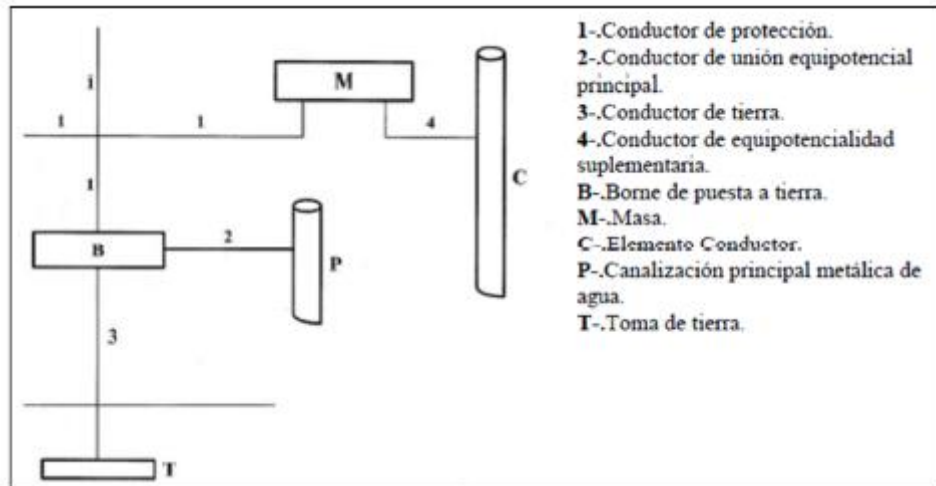 1-.Conductor de protección.
2-.Conductor de unión equipotencial
principal.
3-.Conductor de tierra.
4-.Conductor de equipotencialidad
suplementaria.
B-.Borne de puesta a tierra.
M-.Masa.
C-.Elemento Conductor.
P-.Canalización principal metálica de
agua.
T-.Toma de tierra.
1
M
1
1
4
C
1
B
2
P
3
T